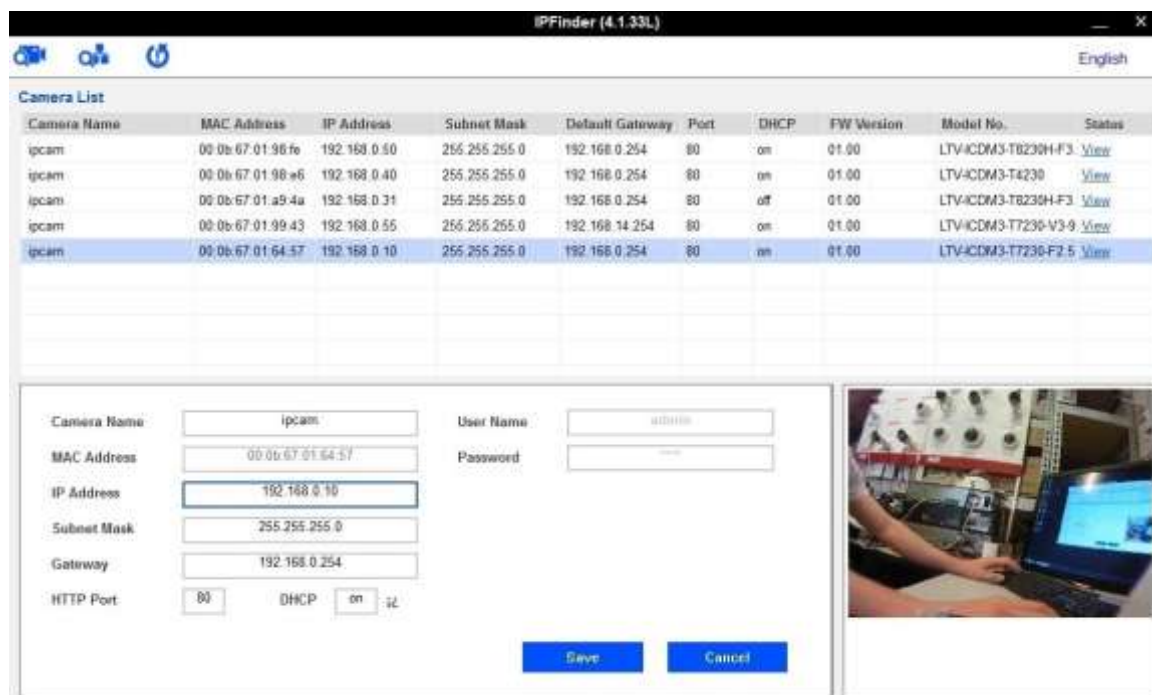 IPFinder (4.1.33L)
English
Camera List
Camera Name MAC Address IP Address Subnet Mask Default Gateway Port DHCP FW Version Model No. Status
ipcam 00:0b:67:01:98:fe 192.168.0.50 255.255.255.0 192.168.0.254 80 on 01.00 LTV-ICDM3-T8230H-F3. View
ipcam 00:0b:67:01:98:e6 192.168.0.40 255.255.255.0 192.168.0.254 80 on 01.00 LTV-ICDM3-T4230 View
ipcam 00:0b:67:01:a9:4a 192.168.0.31 255.255.255.0 192.168.0.254 80 off 01.00 LTV-ICDM3-T8230H-F3. View
ipcam 00:0b:67:01:99:43 192.168.0.55 255.255.255.0 192.168.14.254 80 on 01.00 LTV-ICDM3-T7230-V3-9 View
ipcam 00:0b:67:01:64:57 192.168.0.10 255.255.255.0 192.168.0.254 80 on 01.00 LTV-ICDM3-T7230-F2.5 View
Camera Name ipcam User Name admin
MAC Address 00:0b:67:01:64:57 Password
IP Address 192.168.0.10
Subnet Mask 255.255.255.0
Gateway 192.168.0.254
HTTP Port 80 DHCP on
Save Cancel